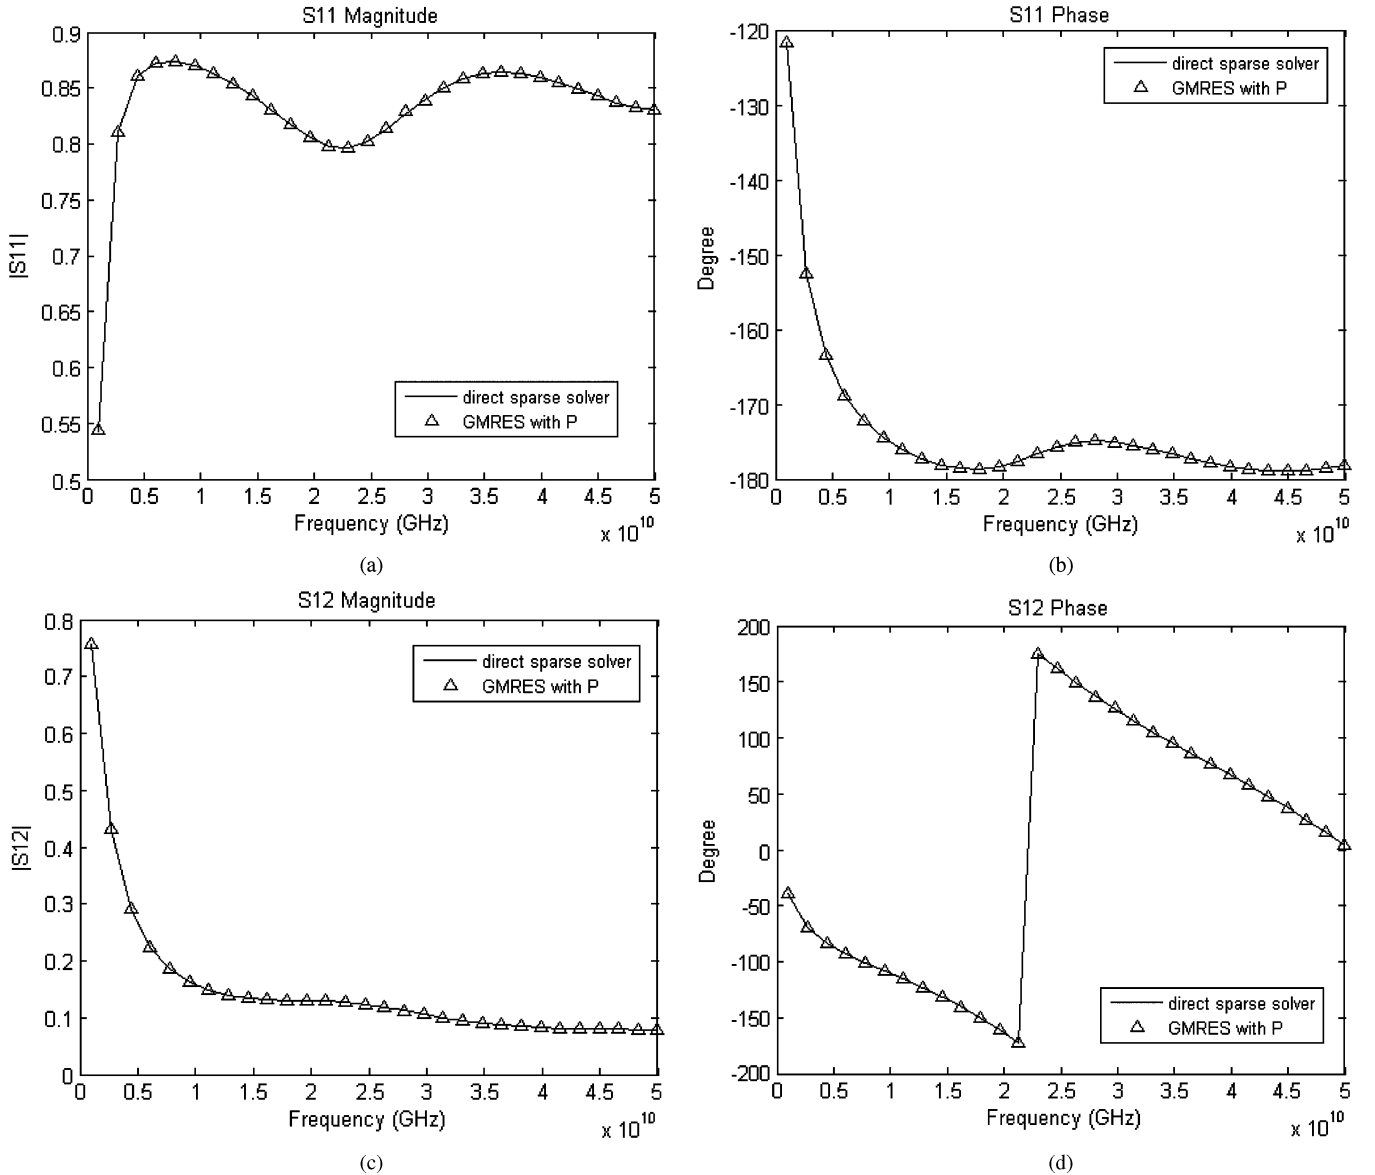 S11 Magnitude
0.9
0.85
0.8
0.75
0.7
0.65
0.6
0.55
0.5
|S11|
direct sparse solver
GMRES with P
0 0.5 1 1.5 2 2.5 3 3.5 4 4.5 5
Frequency (GHz)
x 10^10
(a)
S11 Phase
-120
-130
-140
-150
-160
-170
-180
Degree
direct sparse solver
GMRES with P
0 0.5 1 1.5 2 2.5 3 3.5 4 4.5 5
Frequency (GHz)
x 10^10
(b)
S12 Magnitude
0.8
0.7
0.6
0.5
0.4
0.3
0.2
0.1
0
|S12|
direct sparse solver
GMRES with P
0 0.5 1 1.5 2 2.5 3 3.5 4 4.5 5
Frequency (GHz)
x 10^10
(c)
S12 Phase
200
150
100
50
0
-50
-100
-150
-200
Degree
direct sparse solver
GMRES with P
0 0.5 1 1.5 2 2.5 3 3.5 4 4.5 5
Frequency (GHz)
x 10^10
(d)